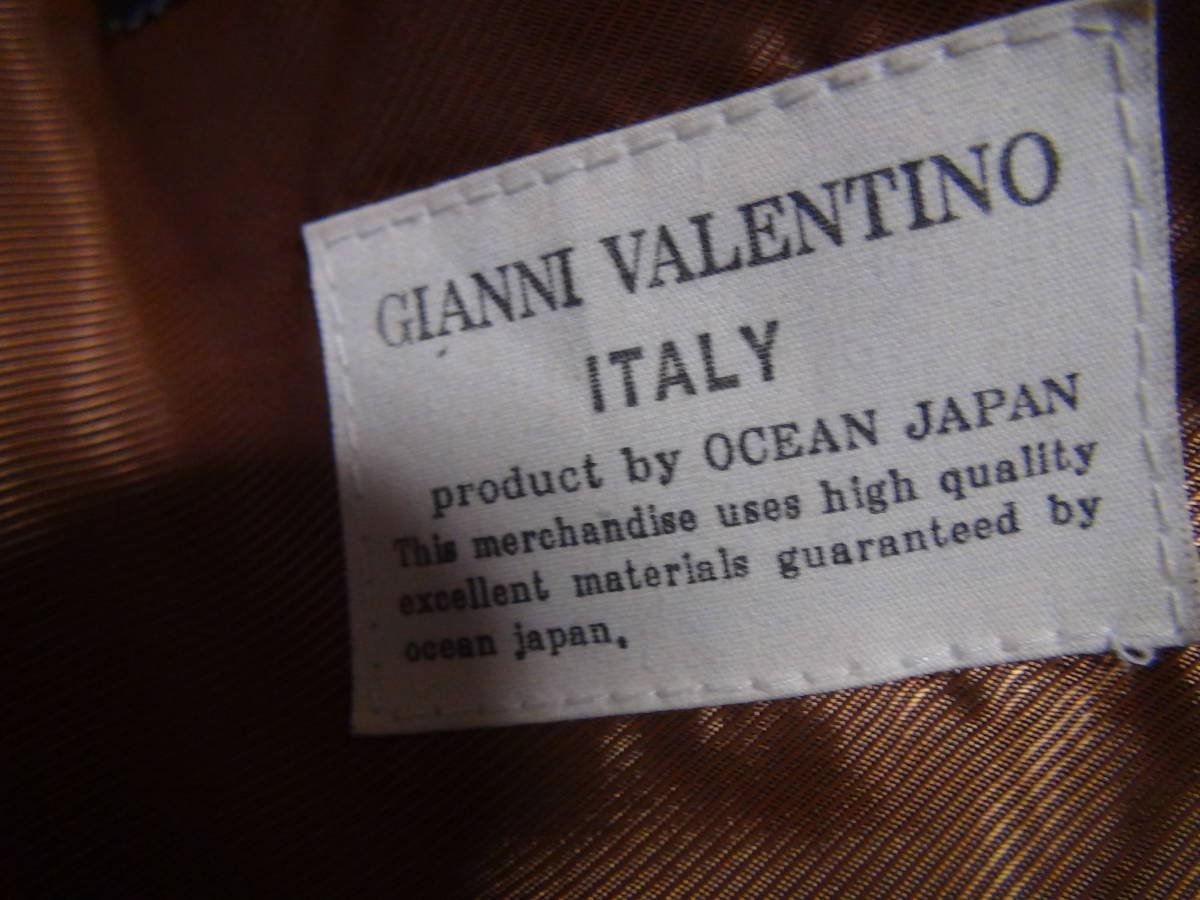 GIANNI VALENTINO
ITALY
product by OCEAN JAPAN
This merchandise uses high quality
excellent materials guaranteed by
ocean japan.